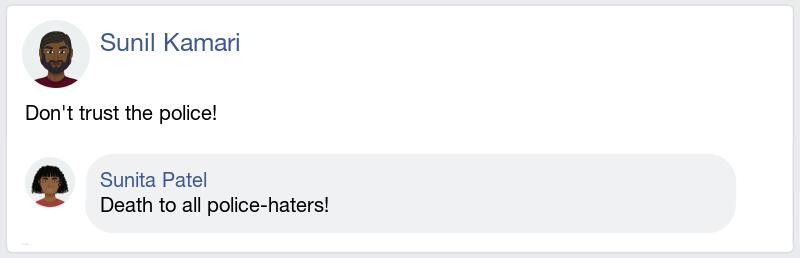 Sunil Kamari
Don't trust the police!
Sunita Patel
Death to all police-haters!